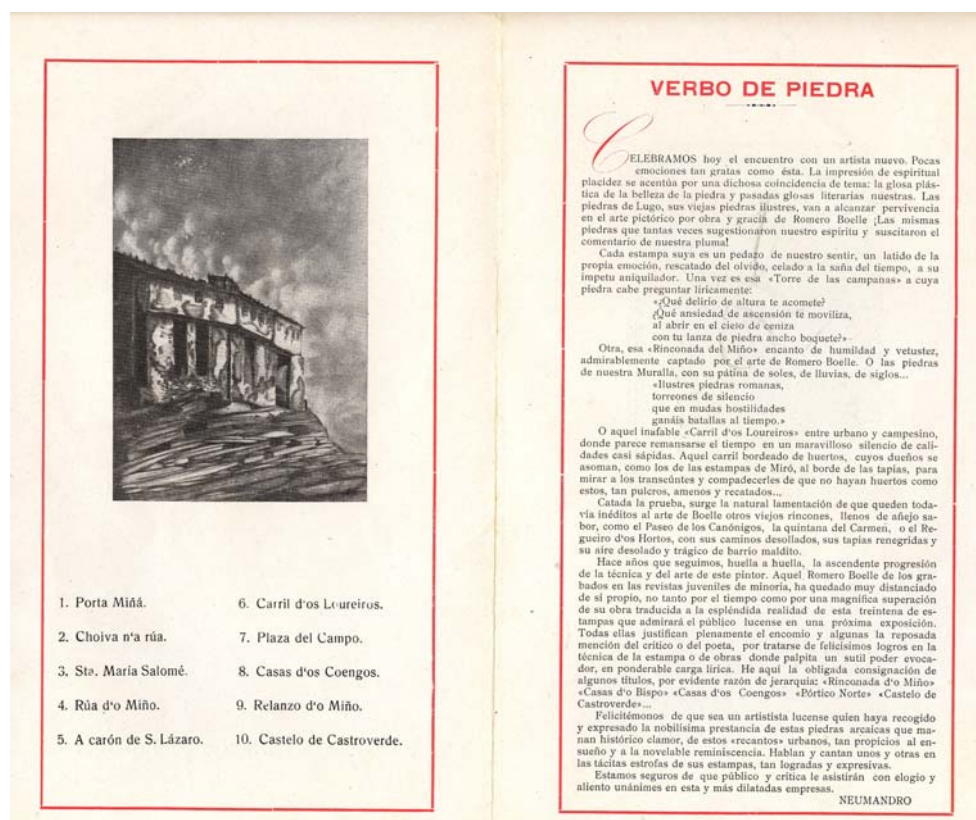 1. Porta Miñá.
2. Choiva n'a rúa.
3. Sta. María Salomé.
4. Rúa d'o Miño.
5. A carón de S. Lázaro.
6. Carril d'os Loureiros.
7. Plaza del Campo.
8. Casas d'os Coengos.
9. Relanzo d'o Miño.
10. Castelo de Castroverde.
VERBO DE PIEDRA
CELEBRAMOS hoy el encuentro con un artista nuevo. Pocas
emociones tan gratas como ésta. La impresión de espiritual
placidez se acentúa por una dichosa coincidencia de tema: la glosa plás-
tica de la belleza de la piedra y pasadas glosas literarias nuestras. Las
piedras de Lugo, sus viejas piedras ilustres, van a alcanzar pervivencia
en el arte pictórico por obra y gracia de Romero Boelle ¡Las mismas
piedras que tantas veces sugestionaron nuestro espíritu y suscitaron el
comentario de nuestra pluma!
Cada estampa suya es un pedazo de nuestro sentir, un latido de la
propia emoción, rescatado del olvido, celado a la saña del tiempo, a su
ímpetu aniquilador. Una vez es esa «Torre de las campanas» a cuya
piedra cabe preguntar líricamente:
«¿Qué delirio de altura te acomete?
¿Qué ansiedad de ascensión te moviliza,
al abrir en el cielo de ceniza
con tu lanza de piedra ancho boquete?»
Otra, esa «Rinconada del Miño» encanto de humildad y vetustez,
admirablemente captado por el arte de Romero Boelle. O las piedras
de nuestra Muralla, con su pátina de soles, de lluvias, de siglos...
«Ilustres piedras romanas,
torreones de silencio
que en mudas hostilidades
ganáis batallas al tiempo.»
O aquel inafable «Carril d'os Loureiros» entre urbano y campesino,
donde parece remansarse el tiempo en un maravilloso silencio de cali-
dades casi sápidas. Aquel carril bordeado de huertos, cuyos dueños se
asoman, como los de las estampas de Miró, al borde de las tapias, para
mirar a los transeúntes y compadecerles de que no hayan huertos como
estos, tan pulcros, amenos y recatados...
Catada la prueba, surge la natural lamentación de que queden toda-
vía inéditos al arte de Boelle otros viejos rincones, llenos de añejo sa-
bor, como el Paseo de los Canónigos, la quintana del Carmen, o el Re-
gueiro d'os Hortos, con sus caminos desollados, sus tapias renegridas y
su aire desolado y trágico de barrio maldito.
Hace años que seguimos, huella a huella, la ascendente progresión
de la técnica y del arte de este pintor. Aquel Romero Boelle de los gra-
bados en las revistas juveniles de minoría, ha quedado muy distanciado
de sí propio, no tanto por el tiempo como por una magnífica superación
de su obra traducida a la espléndida realidad de esta treintena de es-
tampas que admirará el público lucense en una próxima exposición.
Todas ellas justifican plenamente el encomio y algunas la reposada
mención del crítico o del poeta, por tratarse de felicísimos logros en la
técnica de la estampa o de obras donde palpita un sutil poder evoca-
dor, en ponderable carga lírica. He aquí la obligada consignación de
algunos títulos, por evidente razón de jerarquía: «Rinconada d'o Miño»
«Casas d'o Bispo» «Casas d'os Coengos» «Pórtico Norte» «Castelo de
Castroverde»...
Felicitémonos de que sea un artistista lucense quien haya recogido
y expresado la nobilísima prestancia de estas piedras arcaicas que ma-
nan histórico clamor, de estos «recantos» urbanos, tan propicios al en-
sueño y a la novelable reminiscencia. Hablan y cantan unos y otras en
las tácitas estrofas de sus estampas, tan logradas y expresivas.
Estamos seguros de que público y crítica le asistirán con elogio y
aliento unánimes en esta y más dilatadas empresas.
NEUMANDRO